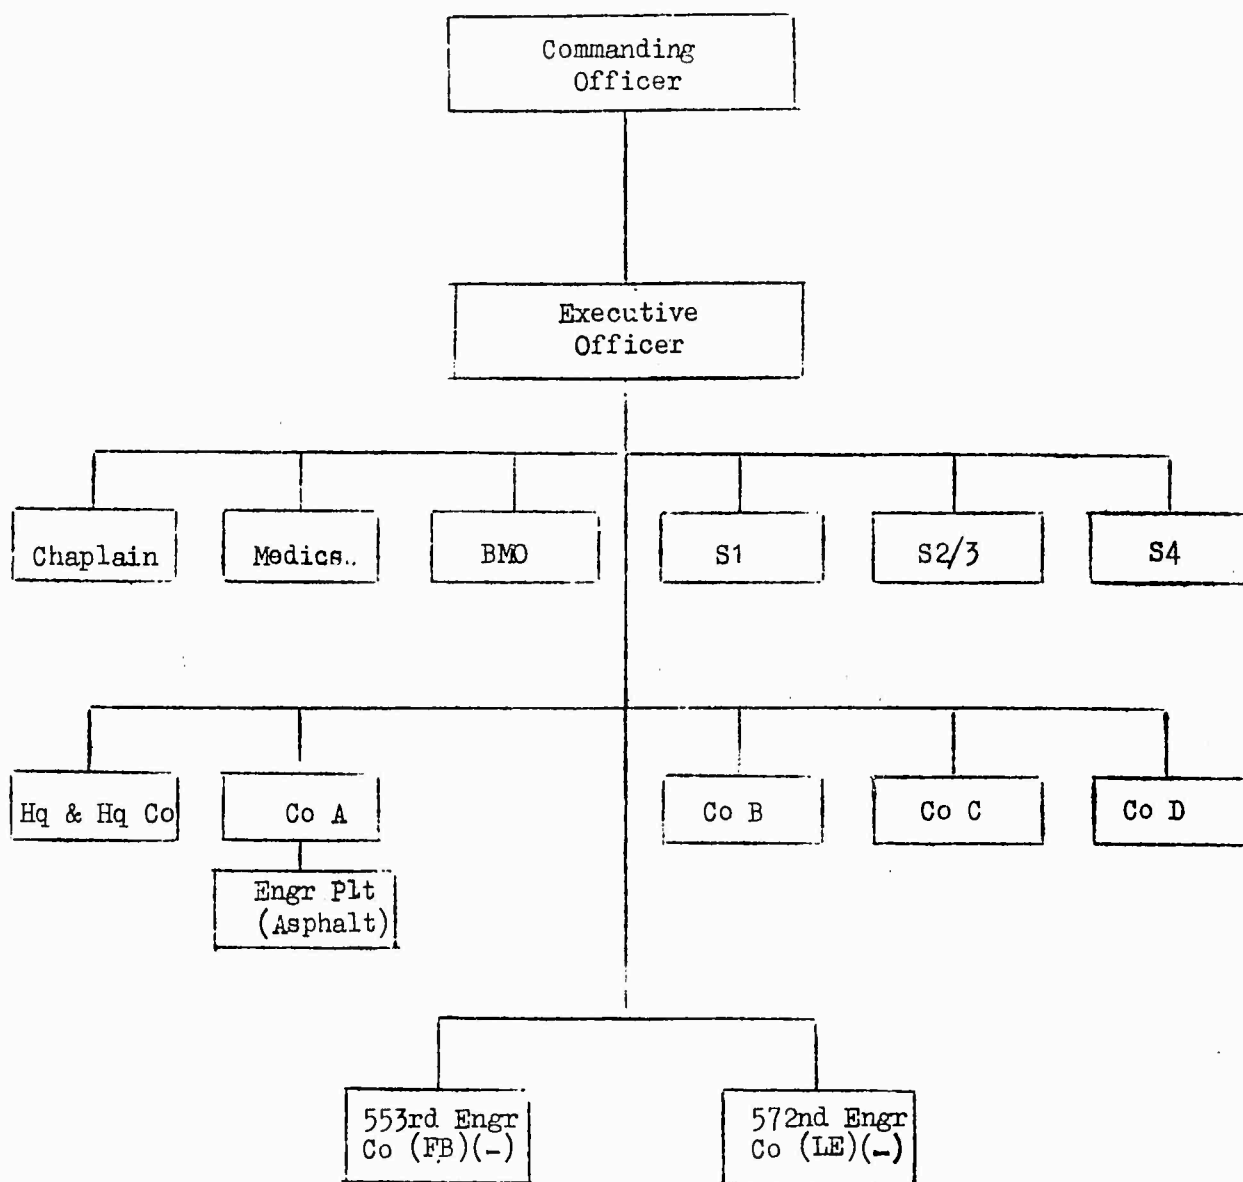 Commanding
Officer
Executive
Officer
Chaplain
Medics..
BMO
S1
S2/3
S4
Hq & Hq Co
Co A
Co B
Co C
Co D
Engr Plt
(Asphalt)
553rd Engr
Co (FB)(-)
572nd Engr
Co (LE)(-)